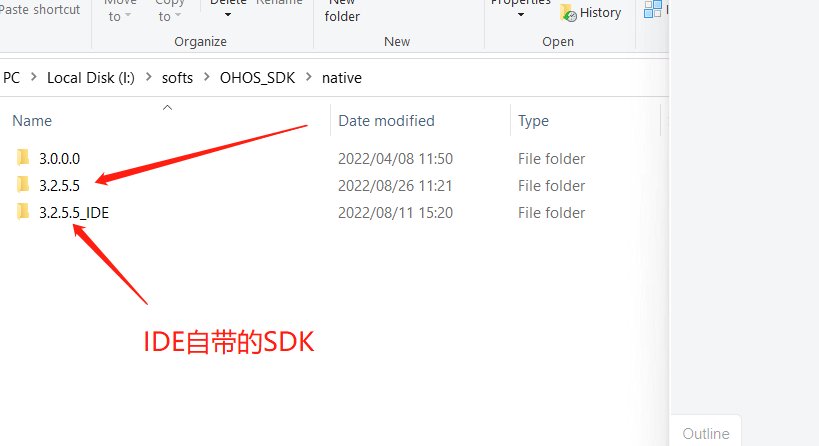 Paste shortcut
Move to
Copy to
Delete
Rename
New folder
Properties
History
Organize
New
Open
PC > Local Disk (I:) > softs > OHOS_SDK > native
Name
Date modified
Type
3.0.0.0
2022/04/08 11:50
File folder
3.2.5.5
2022/08/26 11:21
File folder
3.2.5.5_IDE
2022/08/11 15:20
File folder
IDE自带的SDK
Outline